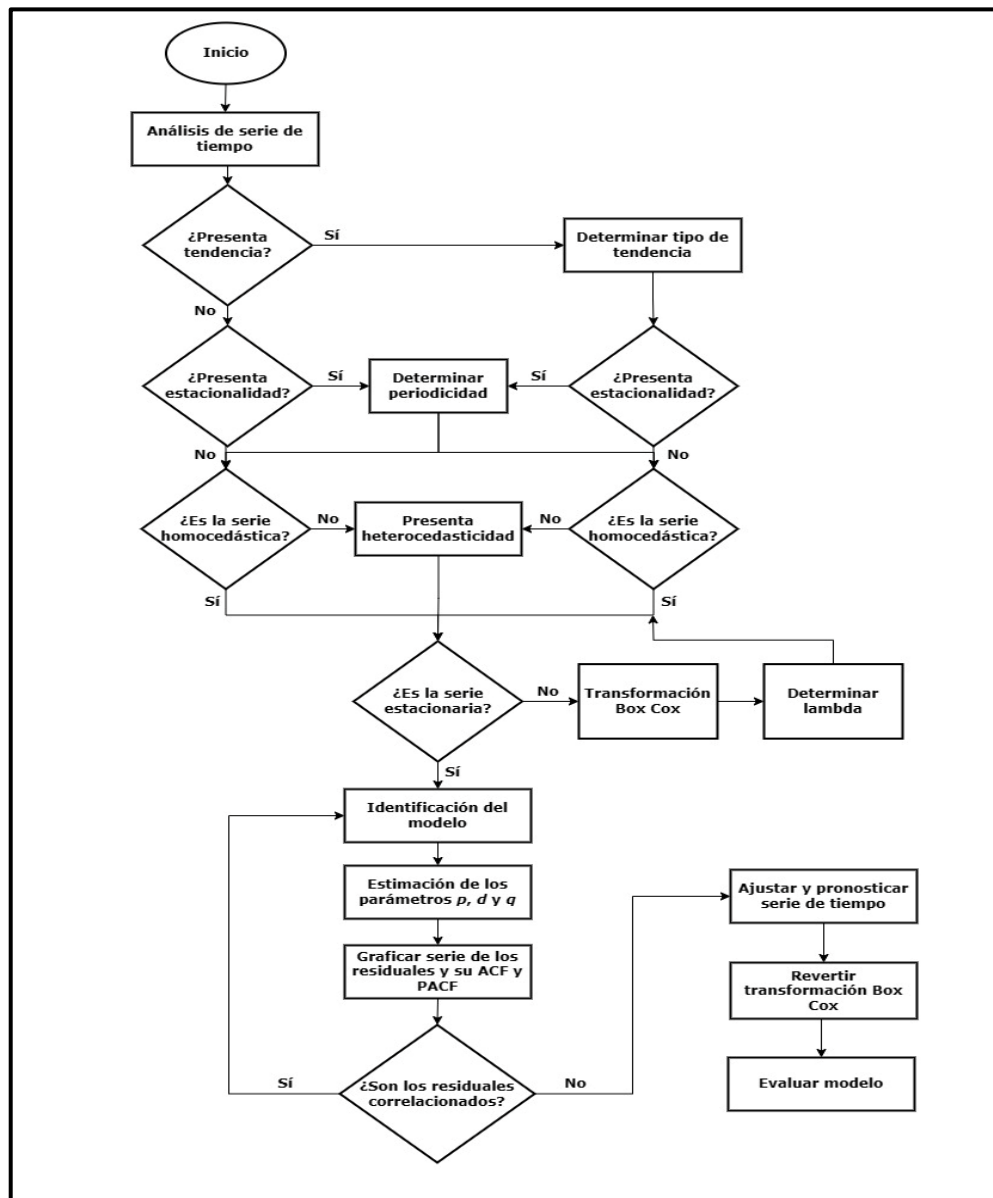 Inicio
Análisis de serie de
tiempo
¿Presenta
tendencia?
Sí
Determinar tipo de
tendencia
No
¿Presenta
estacionalidad?
Sí
Determinar
periodicidad
Sí
¿Presenta
estacionalidad?
No
No
¿Es la serie
homocedástica?
No
Presenta
heterocedasticidad
No
¿Es la serie
homocedástica?
Sí
Sí
¿Es la serie
estacionaria?
No
Transformación
Box Cox
Determinar
lambda
Sí
Identificación del
modelo
Estimación de los
parámetros p, d y q
Graficar serie de los
residuales y su ACF y
PACF
¿Son los residuales
correlacionados?
Sí
No
Ajustar y pronosticar
serie de tiempo
Revertir
transformación Box
Cox
Evaluar modelo